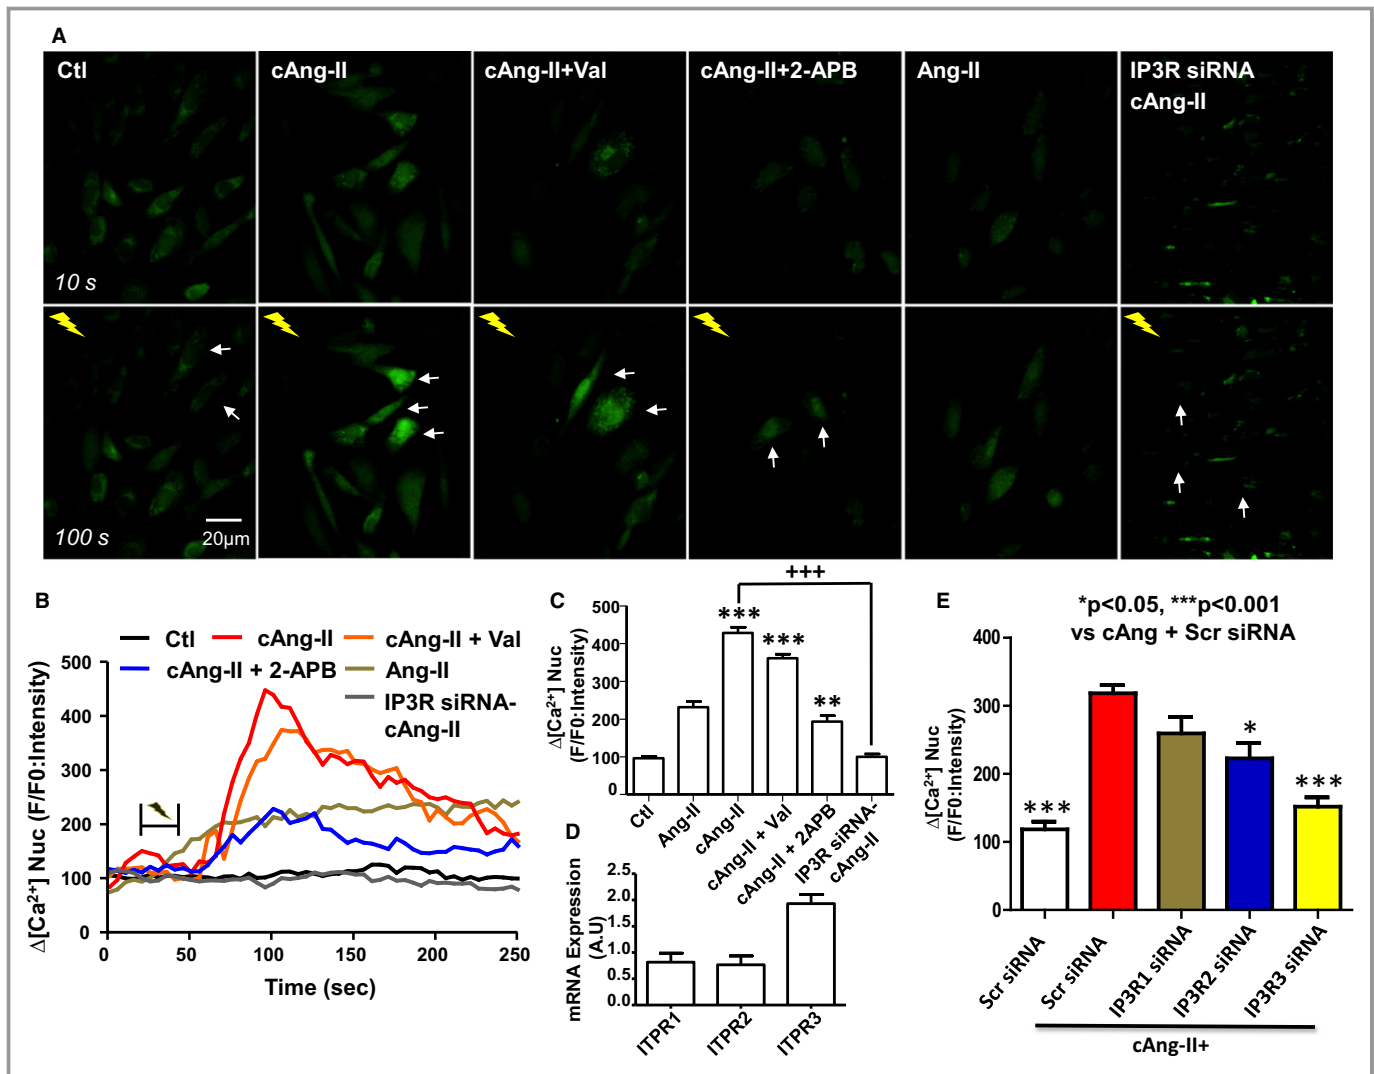 A
Ctl
cAng-II
cAng-II+Val
cAng-II+2-APB
Ang-II
IP3R siRNA
cAng-II
10 s
100 s
20μm
B
Ctl
cAng-II
cAng-II + Val
cAng-II + 2-APB
Ang-II
IP3R siRNA-
cAng-II
Δ[Ca²⁺] Nuc (F/F0:Intensity)
500
400
300
200
100
0
0
50
100
150
200
250
Time (sec)
C
+++
Δ[Ca²⁺] Nuc
(F/F0:Intensity)
500
400
300
200
100
0
***
***
**
Ctl
Ang-II
cAng-II
cAng-II + Val
cAng-II + 2APB
IP3R siRNA-
cAng-II
D
mRNA Expression
(A.U)
2.5
2.0
1.5
1.0
0.5
0.0
ITPR1
ITPR2
ITPR3
E
*p<0.05, ***p<0.001
vs cAng + Scr siRNA
Δ[Ca²⁺] Nuc
(F/F0:Intensity)
400
300
200
100
0
***
*
***
Scr siRNA
Scr siRNA
IP3R1 siRNA
IP3R2 siRNA
IP3R3 siRNA
cAng-II+